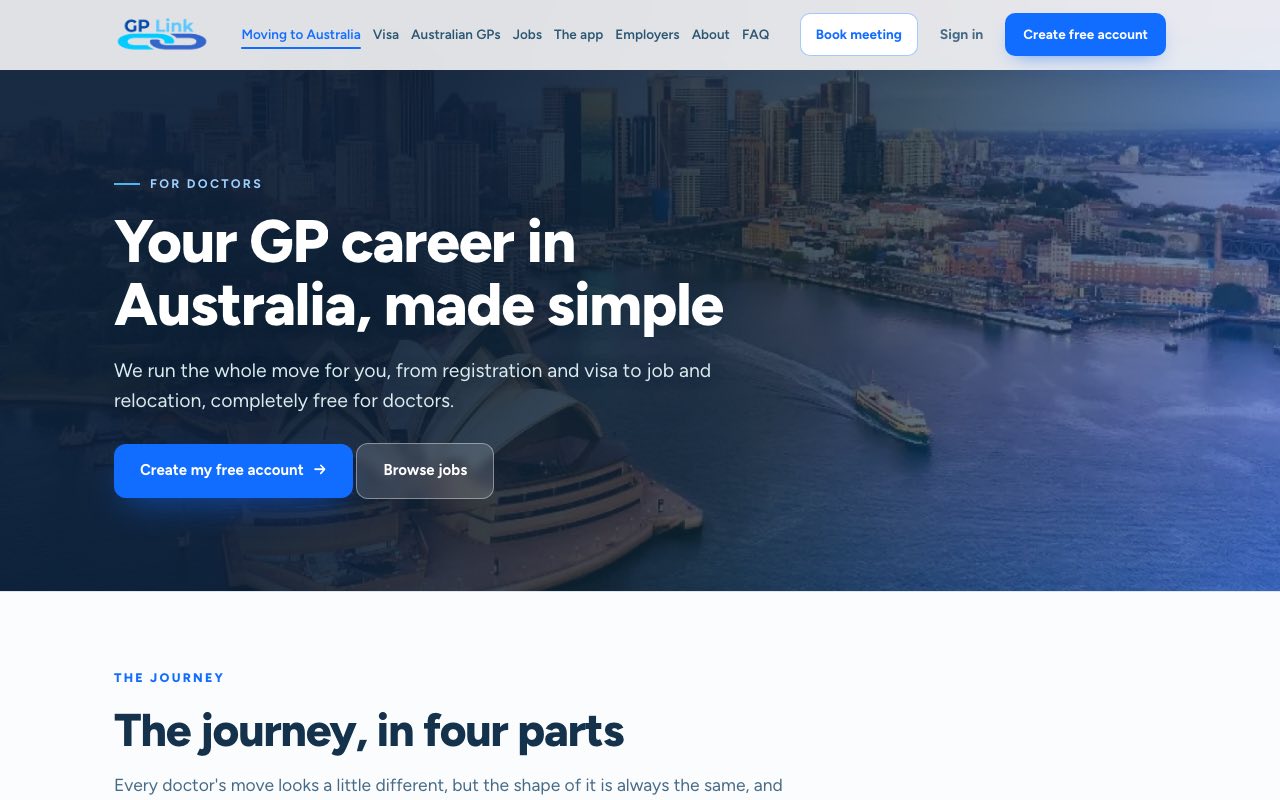 GP Link
Moving to Australia
Visa
Australian GPs
Jobs
The app
Employers
About
FAQ
Book meeting
Sign in
Create free account
FOR DOCTORS
Your GP career in
Australia, made simple
We run the whole move for you, from registration and visa to job and
relocation, completely free for doctors.
Create my free account →
Browse jobs
THE JOURNEY
The journey, in four parts
Every doctor's move looks a little different, but the shape of it is always the same, and